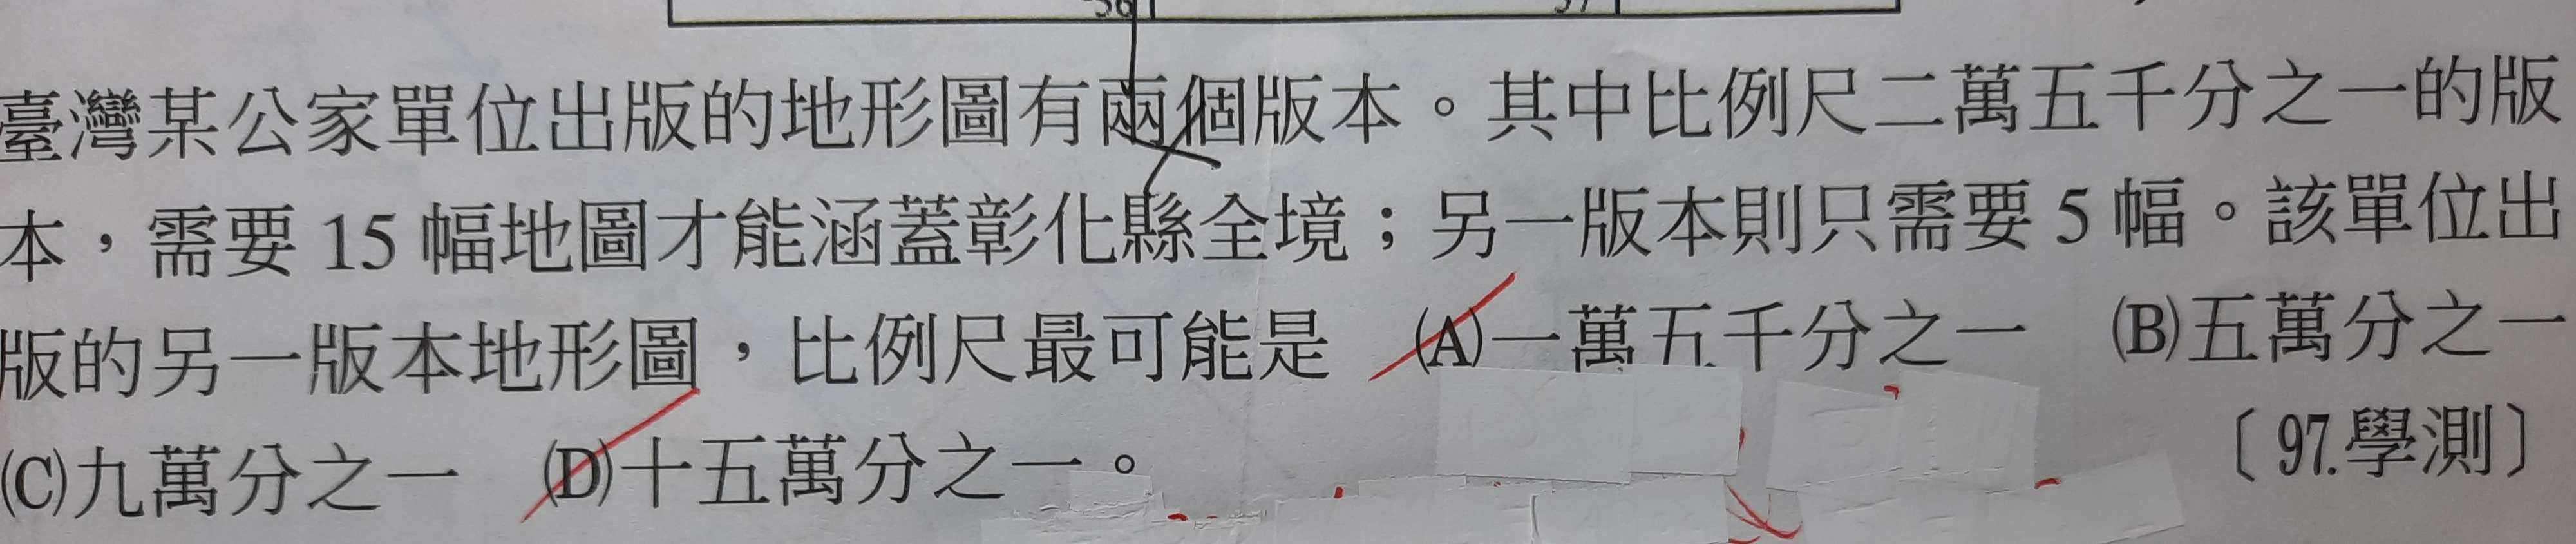 臺灣某公家單位出版的地形圖有兩個版本。其中比例尺二萬五千分之一的版
本，需要 15 幅地圖才能涵蓋彰化縣全境；另一版本則只需要 5 幅。該單位出
版的另一版本地形圖，比例尺最可能是 (A)一萬五千分之一 (B)五萬分之一
(C)九萬分之一 (D)十五萬分之一。 〔97.學測〕